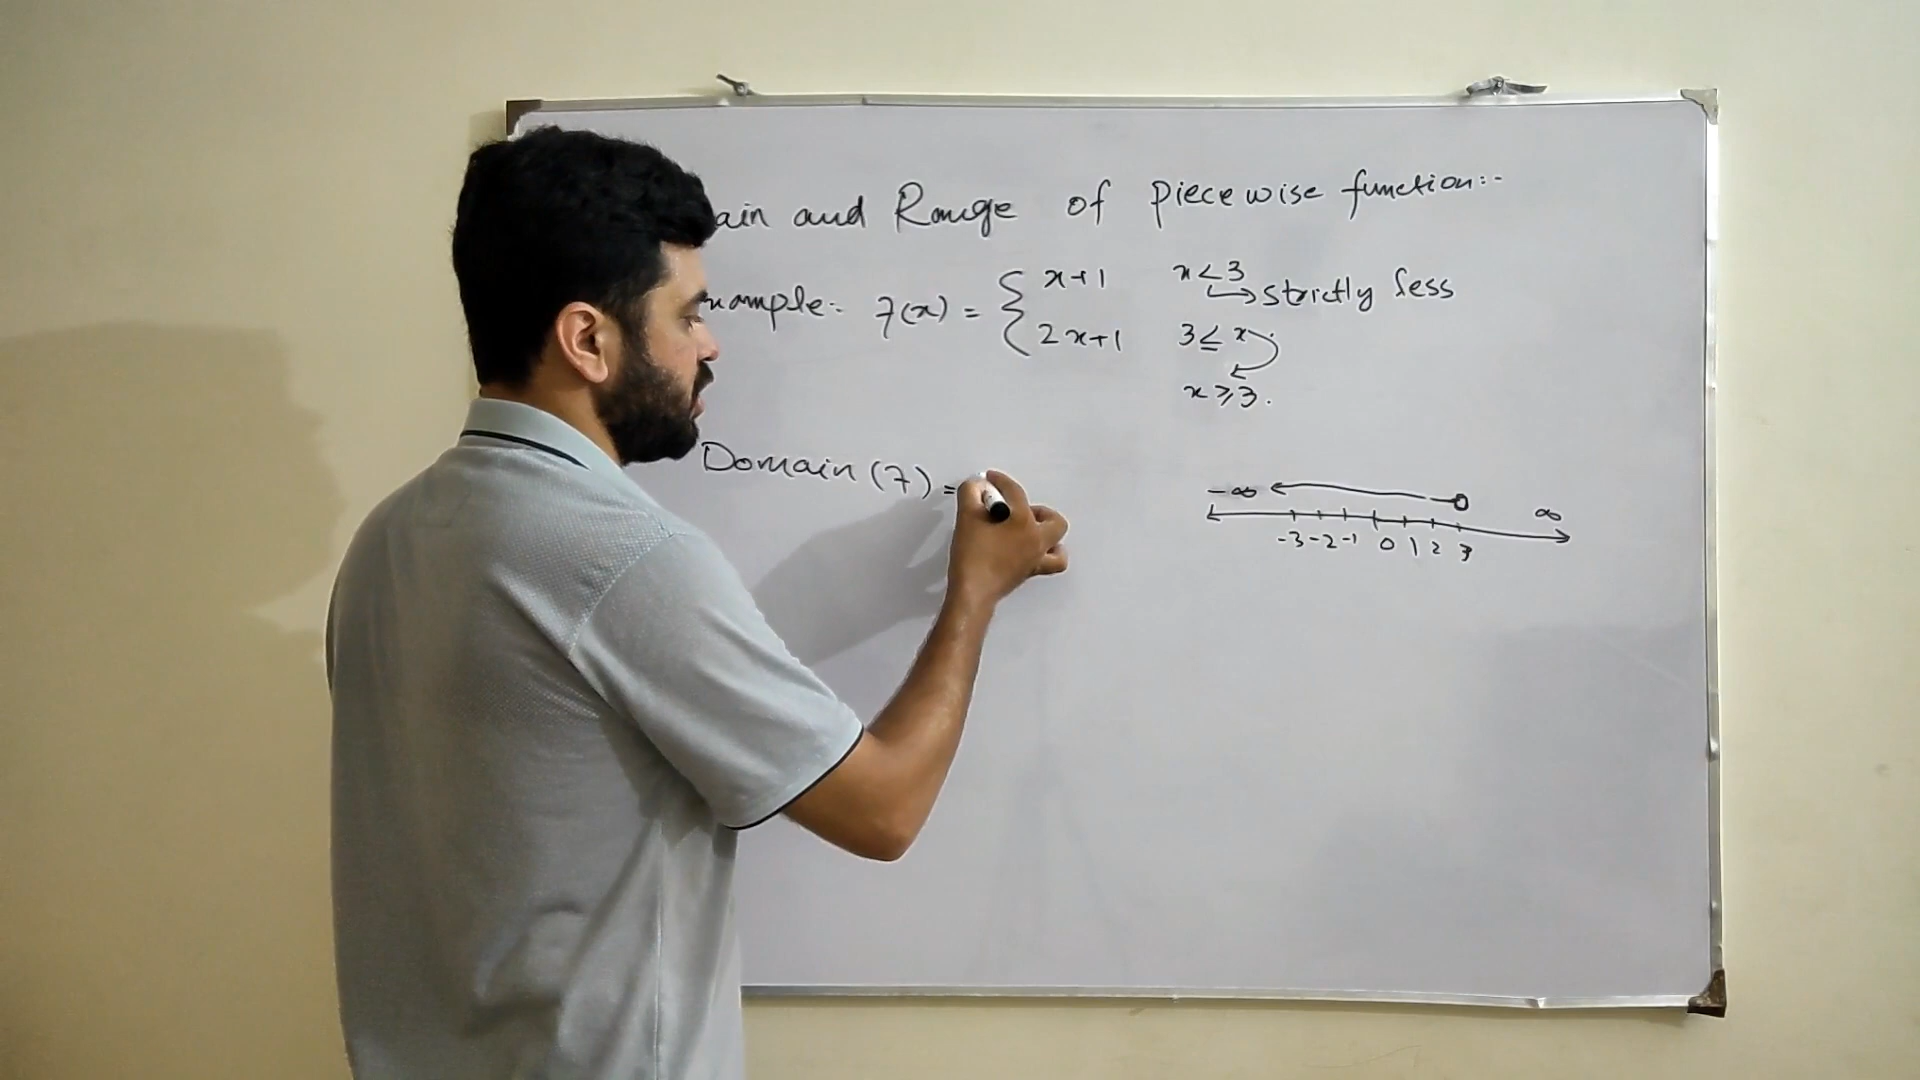 ain and Range of Piecewise function:-
xample:- f(x) = { x+1 x<3 → strictly less
2x+1 3≤x
x≥3.
Domain (f) =
-∞ ∞
-3 -2 -1 0 1 2 3